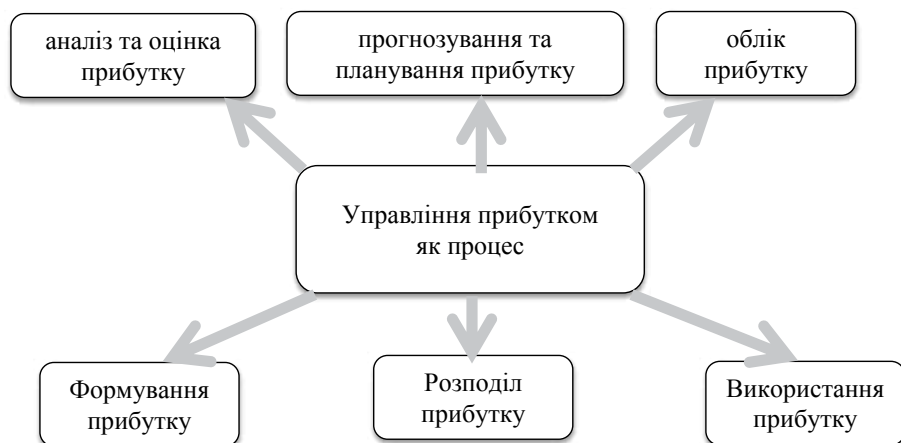 аналіз та оцінка
прибутку
прогнозування та
планування прибутку
облік
прибутку
Управління прибутком
як процес
Формування
прибутку
Розподіл
прибутку
Використання
прибутку